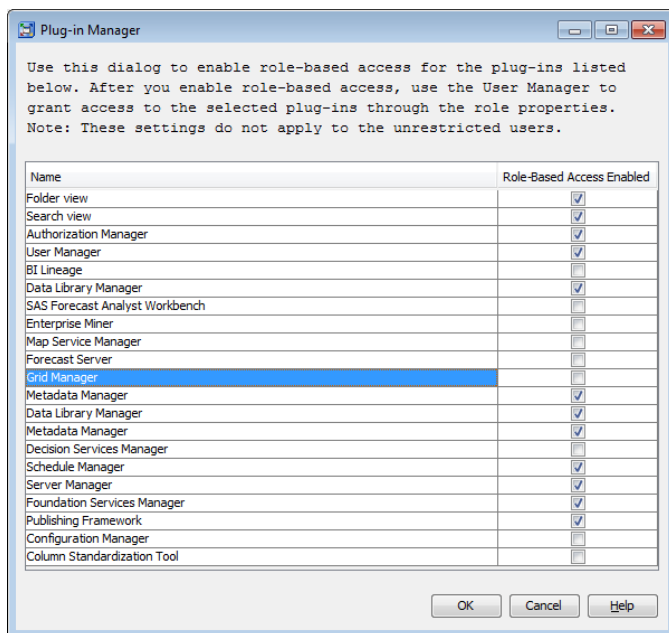 Plug-in Manager
Use this dialog to enable role-based access for the plug-ins listed
below. After you enable role-based access, use the User Manager to
grant access to the selected plug-ins through the role properties.
Note: These settings do not apply to the unrestricted users.
Name Role-Based Access Enabled
Folder view
Search view
Authorization Manager
User Manager
BI Lineage
Data Library Manager
SAS Forecast Analyst Workbench
Enterprise Miner
Map Service Manager
Forecast Server
Grid Manager
Metadata Manager
Data Library Manager
Metadata Manager
Decision Services Manager
Schedule Manager
Server Manager
Foundation Services Manager
Publishing Framework
Configuration Manager
Column Standardization Tool
OK Cancel Help